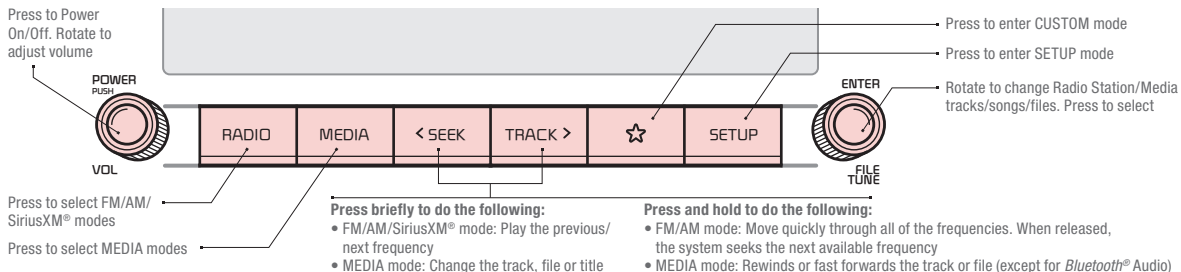 Press to Power
On/Off. Rotate to
adjust volume
POWER
PUSH
VOL
Press to select FM/AM/
SiriusXM® modes
Press to select MEDIA modes
RADIO
MEDIA
< SEEK
TRACK >
SETUP
Press to enter CUSTOM mode
Press to enter SETUP mode
ENTER
Rotate to change Radio Station/Media
tracks/songs/files. Press to select
FILE
TUNE
Press briefly to do the following:
• FM/AM/SiriusXM® mode: Play the previous/
next frequency
• MEDIA mode: Change the track, file or title
Press and hold to do the following:
• FM/AM mode: Move quickly through all of the frequencies. When released,
the system seeks the next available frequency
• MEDIA mode: Rewinds or fast forwards the track or file (except for Bluetooth® Audio)